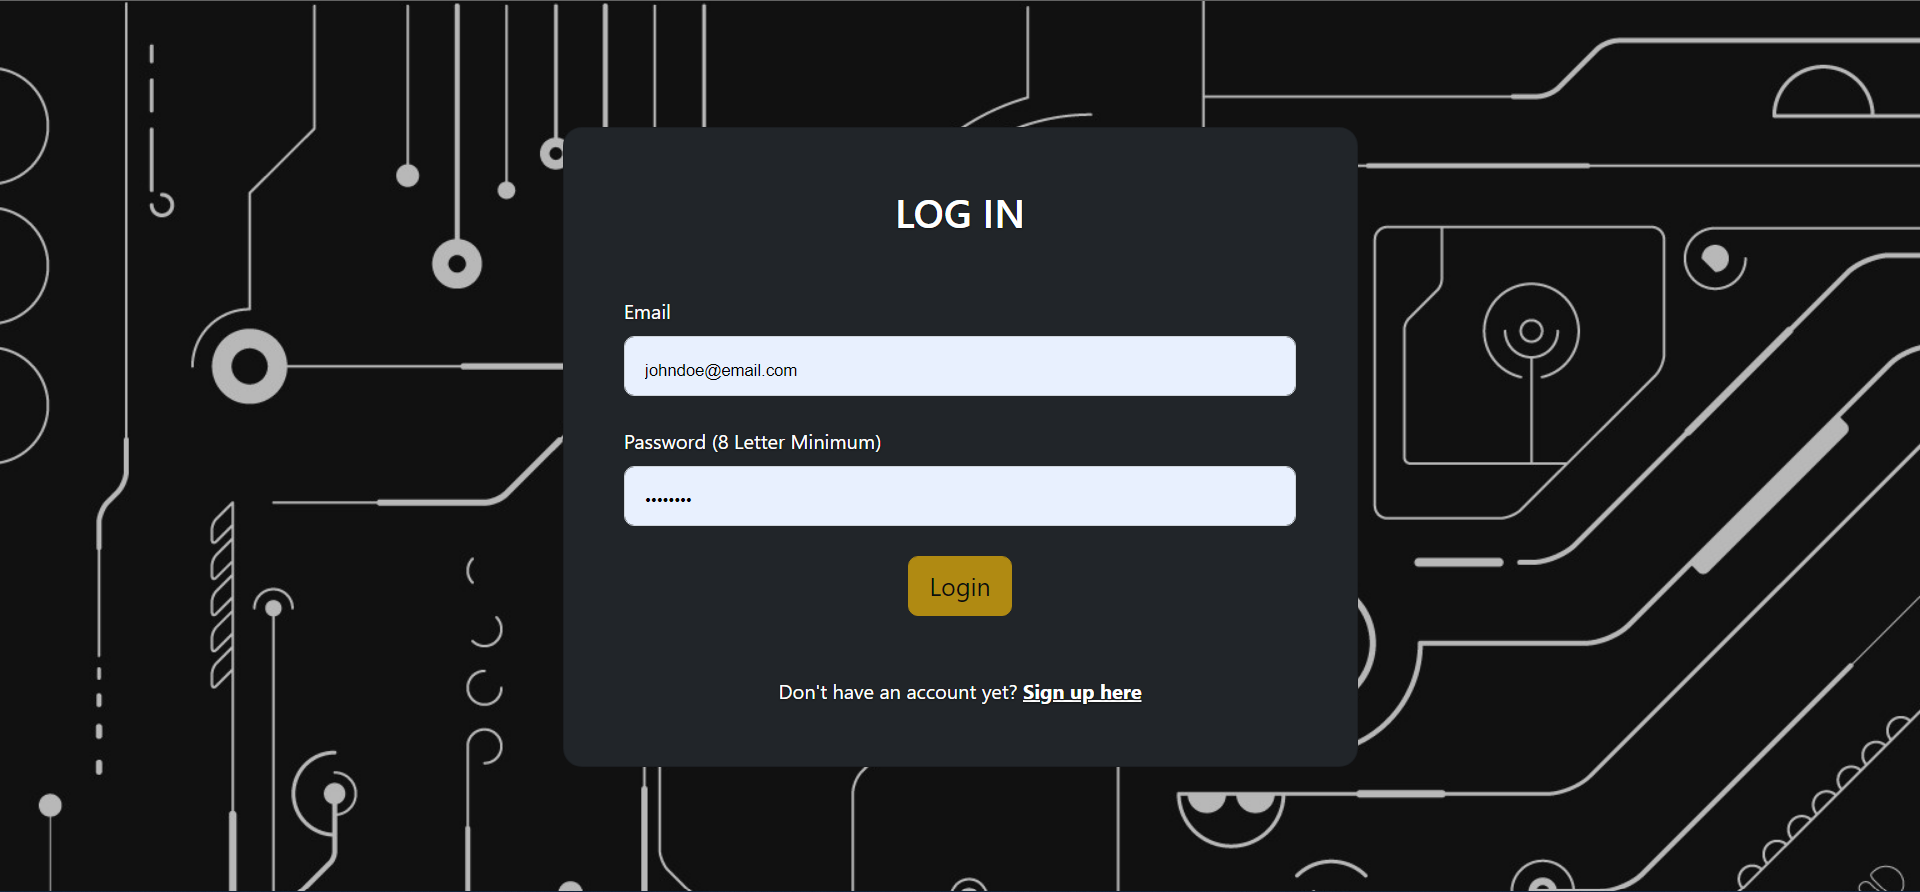 LOG IN
Email
johndoe@email.com
Password (8 Letter Minimum)
••••••••
Login
Don't have an account yet? Sign up here